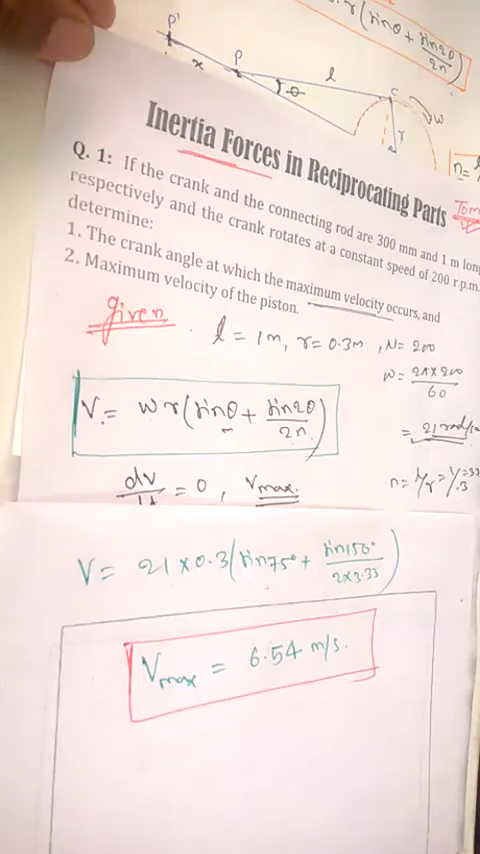 r(sinθ + sin2θ/2n)
P'
P
x
l
θ
C
ω
r
n=
Inertia Forces in Reciprocating Parts
Q. 1: If the crank and the connecting rod are 300 mm and 1 m long
respectively and the crank rotates at a constant speed of 200 r.p.m.
determine:
1. The crank angle at which the maximum velocity occurs, and
2. Maximum velocity of the piston.
Given
l = 1m, r = 0.3m, N = 200
ω = 2π×200/60
= 21 rad/s
V = ωr(sinθ + sin2θ/2n)
dv = 0, Vmax.
V = 21×0.3(sin75° + sin150°/2×3.33)
Vmax = 6.54 m/s.